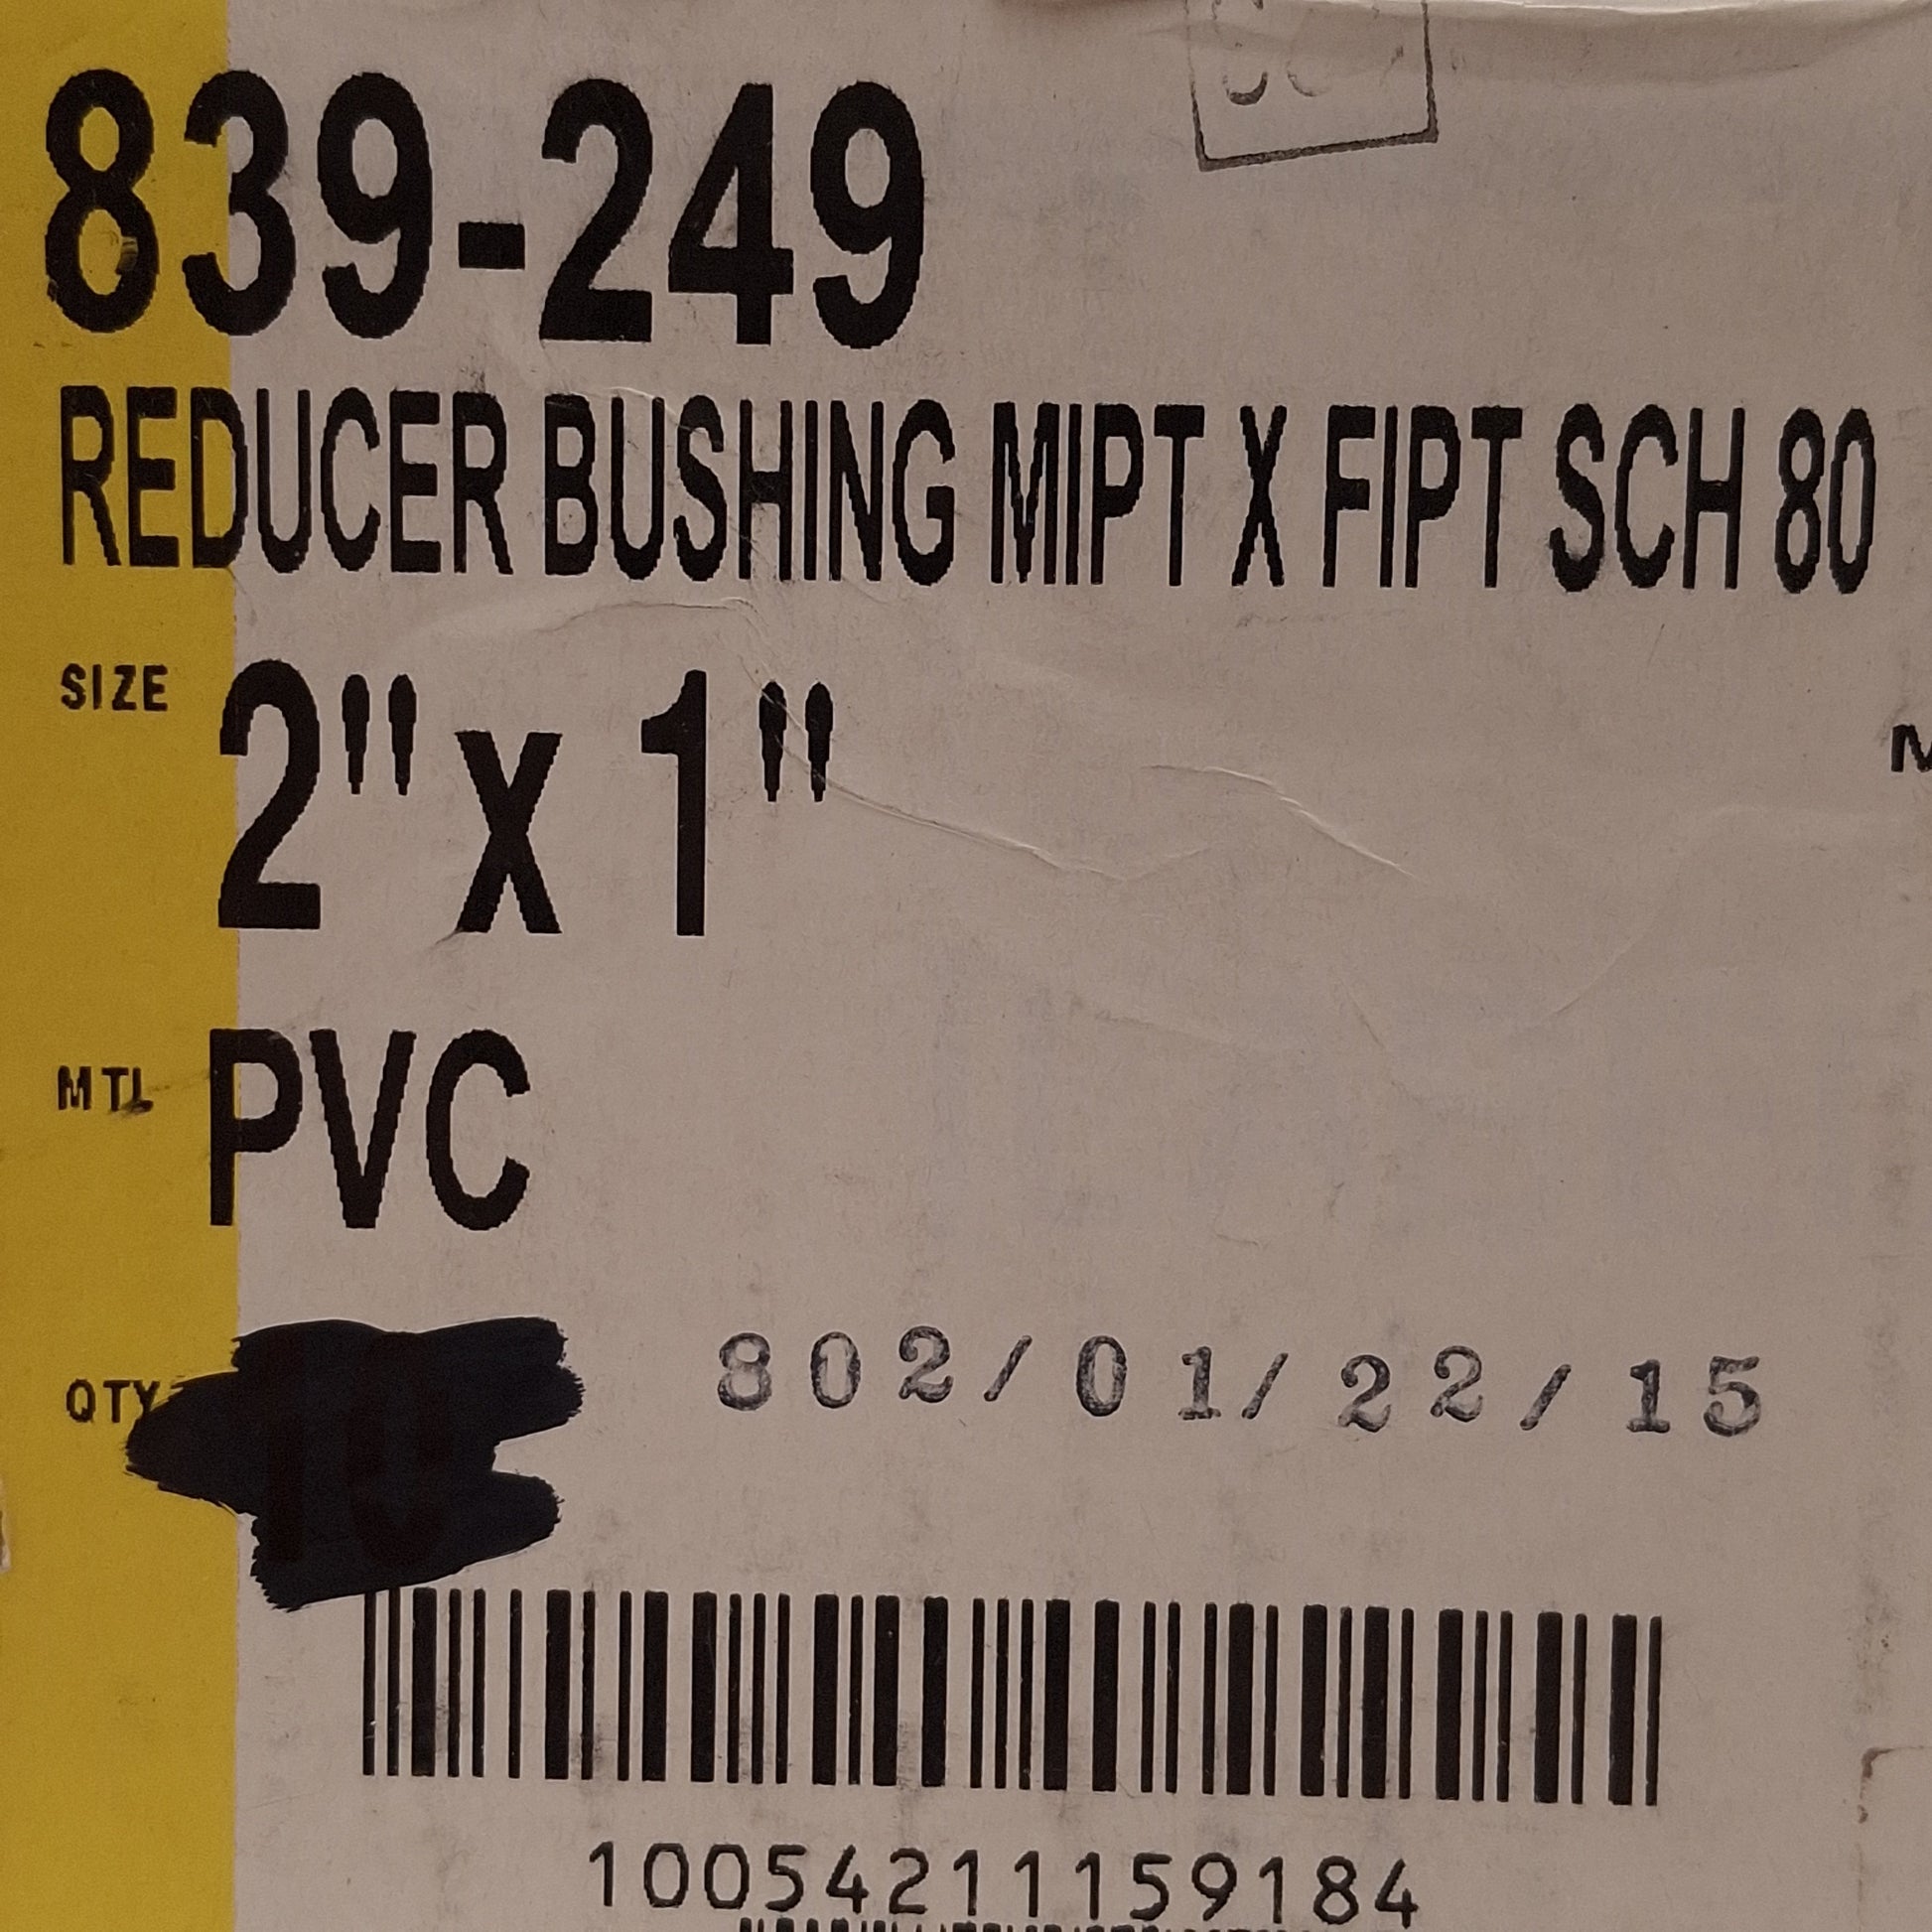 839-249
REDUCER BUSHING MIPT X FIPT SCH 80
SIZE 2" x 1"
MTL PVC
QTY 802/01/22/15
10054211159184